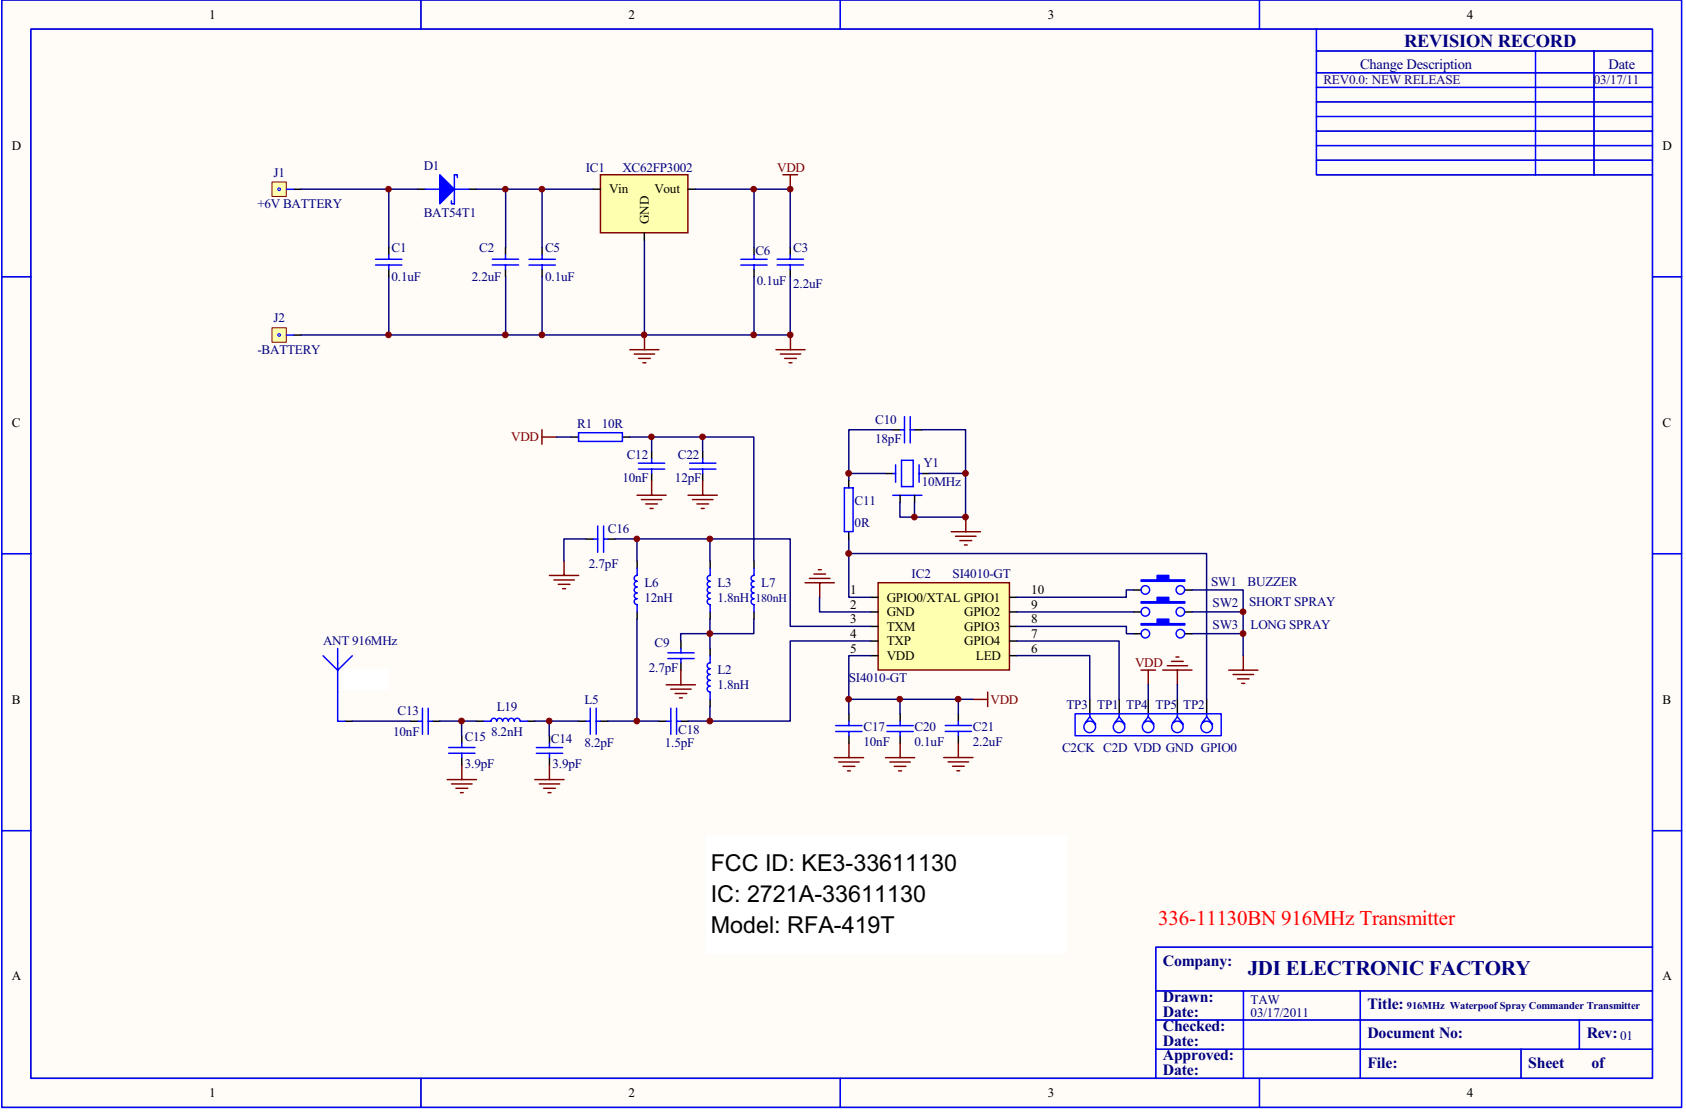 1 2 3 4
REVISION RECORD
Change Description Date
REV0.0: NEW RELEASE 03/17/11
D D
J1
+6V BATTERY
D1
BAT54T1
IC1 XC62FP3002
Vin Vout
GND
VDD
C1
0.1uF
C2
2.2uF
C5
0.1uF
C6
0.1uF
C3
2.2uF
J2
-BATTERY
C C
VDD
R1 10R
C12
10nF
C22
12pF
C10
18pF
Y1
10MHz
C11
0R
C16
2.7pF
L6
12nH
L3
1.8nH
L7
180nH
C9
2.7pF
L2
1.8nH
ANT 916MHz
C13
10nF
L19
8.2nH
C15
3.9pF
C14
3.9pF
L5
8.2pF
C18
1.5pF
IC2 SI4010-GT
1 GPIO0/XTAL GPIO1 10
2 GND GPIO2 9
3 TXM GPIO3 8
4 TXP GPIO4 7
5 VDD LED 6
SI4010-GT
SW1 BUZZER
SW2 SHORT SPRAY
SW3 LONG SPRAY
VDD
VDD
C17
10nF
C20
0.1uF
C21
2.2uF
TP3 TP1 TP4 TP5 TP2
C2CK C2D VDD GND GPIO0
B B
FCC ID: KE3-33611130
IC: 2721A-33611130
Model: RFA-419T
336-11130BN 916MHz Transmitter
A A
Company: JDI ELECTRONIC FACTORY
Drawn: TAW
Date: 03/17/2011
Title: 916MHz Waterpoof Spray Commander Transmitter
Checked:
Date:
Document No: Rev: 01
Approved:
Date:
File: Sheet of
1 2 3 4